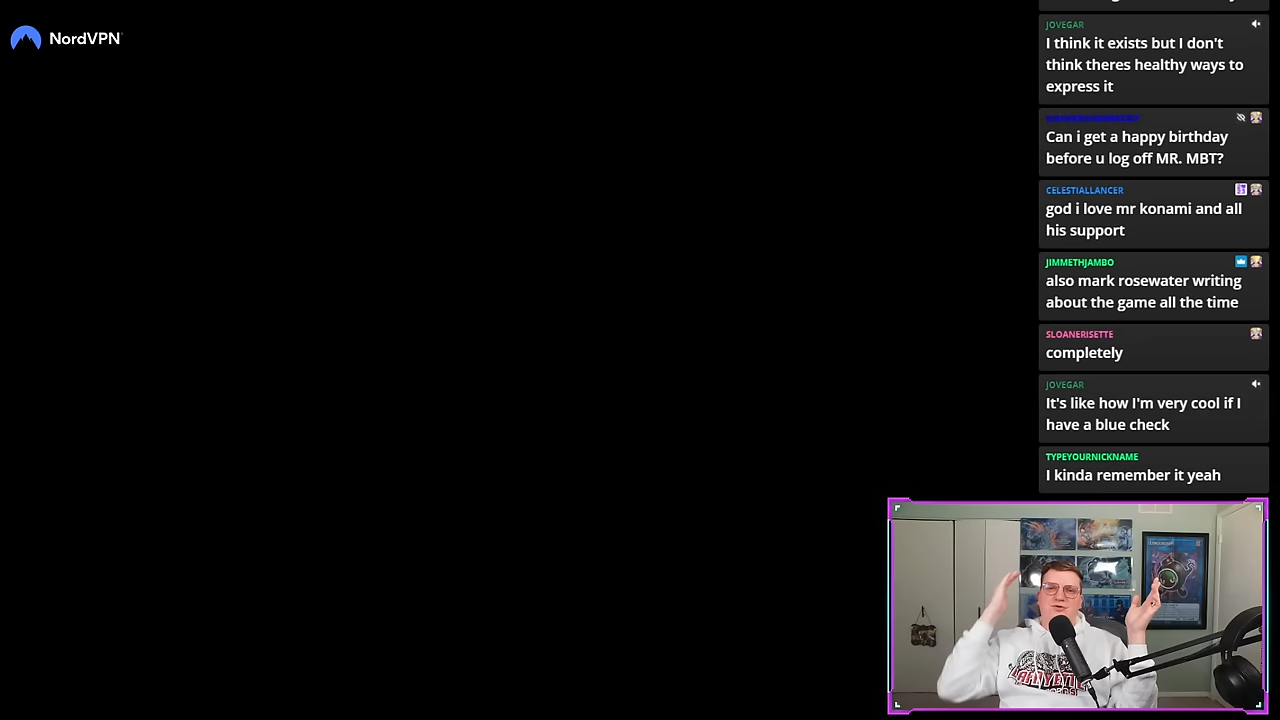 NordVPN
JOVEGAR
I think it exists but I don't
think theres healthy ways to
express it
Can i get a happy birthday
before u log off MR. MBT?
CELESTIALLANCER
god i love mr konami and all
his support
JIMMETHJAMBO
also mark rosewater writing
about the game all the time
SLOANERISETTE
completely
JOVEGAR
It's like how I'm very cool if I
have a blue check
TYPEYOURNICKNAME
I kinda remember it yeah
LAFAYETTE